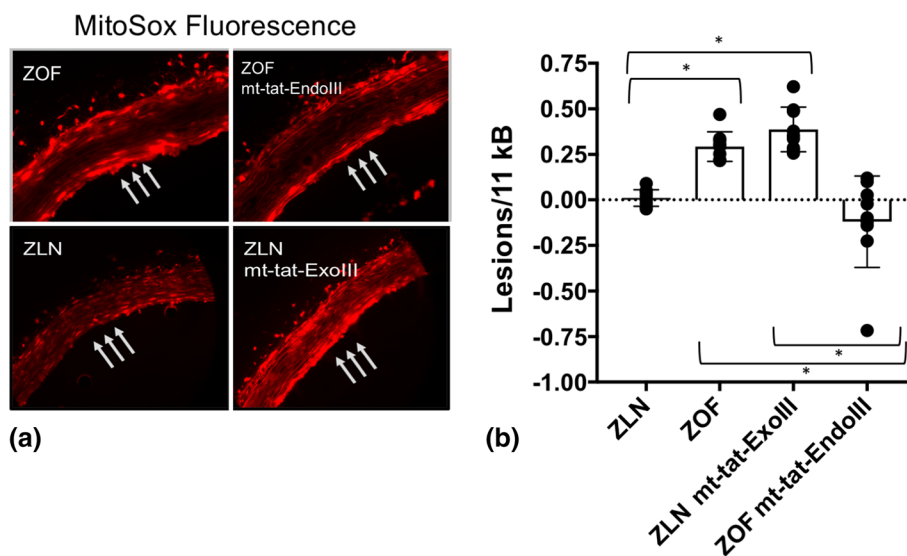 MitoSox Fluorescence
ZOF
ZOF
mt-tat-EndoIII
ZLN
ZLN
mt-tat-ExoIII
(a)
Lesions/11 kB
0.75
0.50
0.25
0.00
-0.25
-0.50
-0.75
-1.00
*
*
*
*
ZLN
ZOF
ZLN mt-tat-ExoIII
ZOF mt-tat-EndoIII
(b)